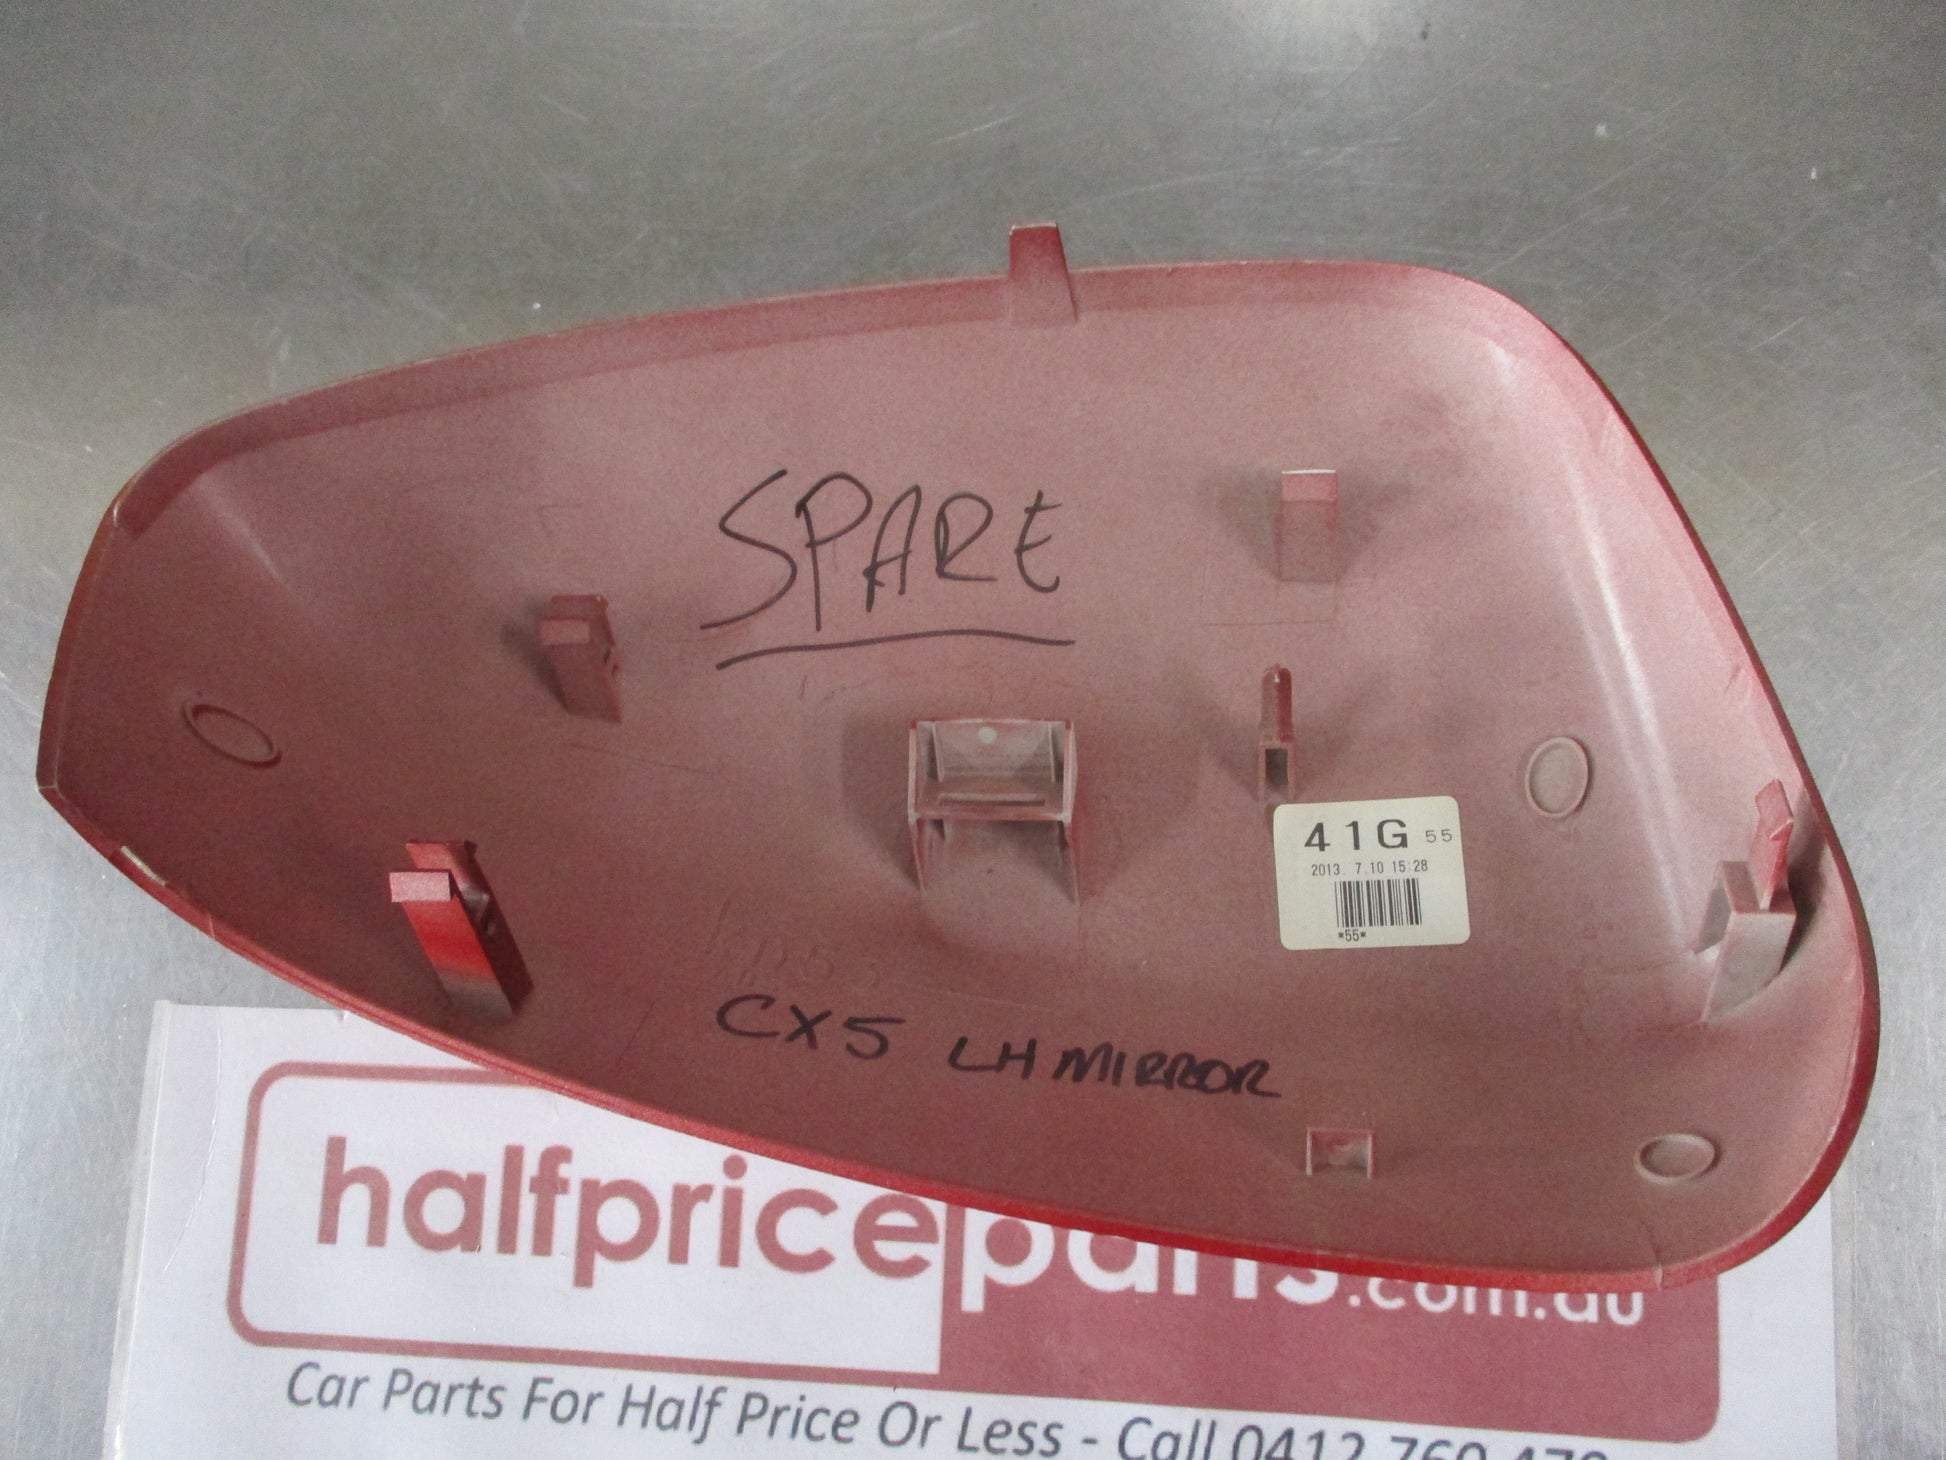 SPARE
41G 55
2013. 7.10 15:28
*55*
CX5 LH MIRROR
halfpriceparts.com.au
Car Parts For Half Price Or Less - Call 0412 760 479